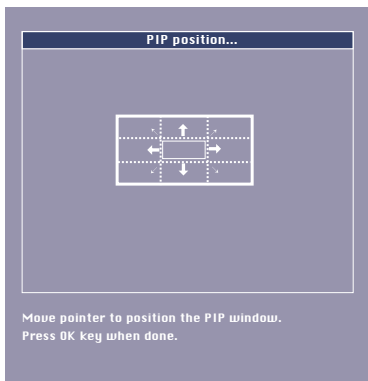 PIP position...
Move pointer to position the PIP window.
Press OK key when done.